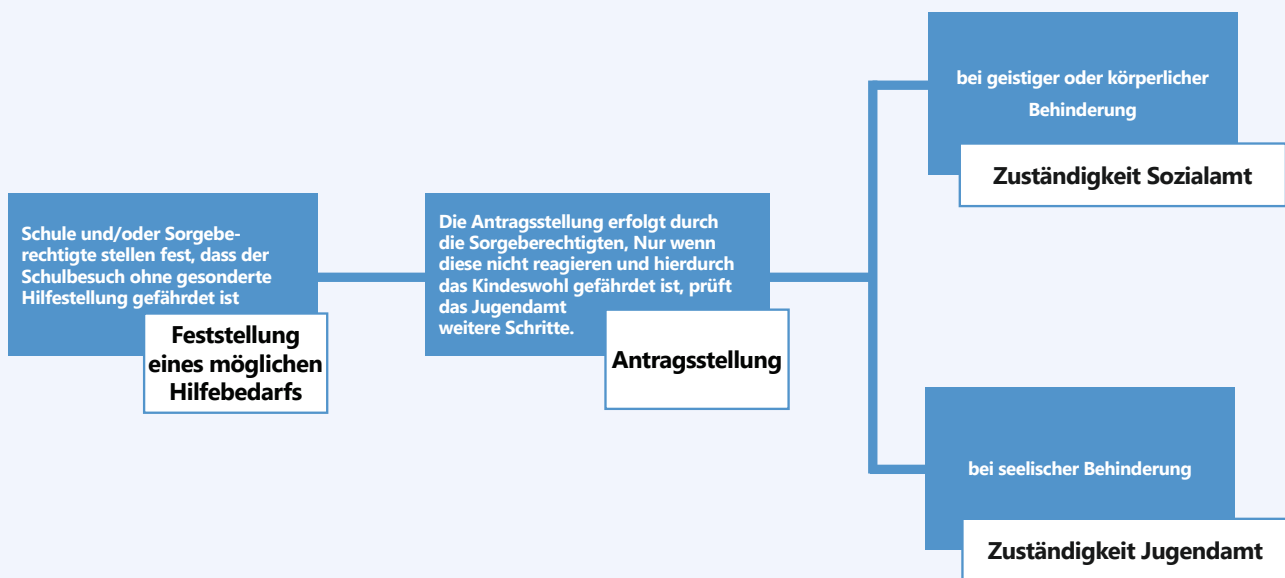 Schule und/oder Sorgebe-
rechtigte stellen fest, dass der
Schulbesuch ohne gesonderte
Hilfestellung gefährdet ist
Feststellung
eines möglichen
Hilfebedarfs
Die Antragsstellung erfolgt durch
die Sorgeberechtigten, Nur wenn
diese nicht reagieren und hierdurch
das Kindeswohl gefährdet ist, prüft
das Jugendamt
weitere Schritte.
Antragsstellung
bei geistiger oder körperlicher
Behinderung
Zuständigkeit Sozialamt
bei seelischer Behinderung
Zuständigkeit Jugendamt